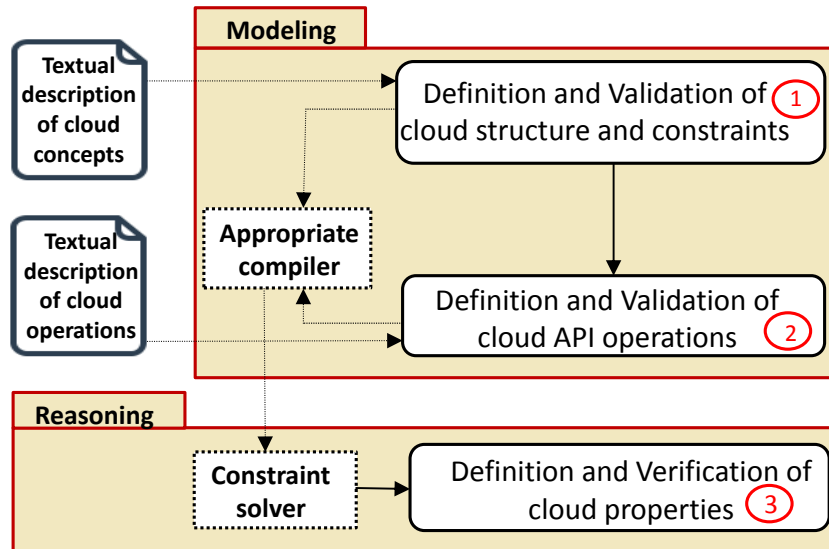 Modeling
Textual
description
of cloud
concepts
Definition and Validation of
cloud structure and constraints
1
Appropriate
compiler
Textual
description
of cloud
operations
Definition and Validation of
cloud API operations
2
Reasoning
Constraint
solver
Definition and Verification of
cloud properties
3